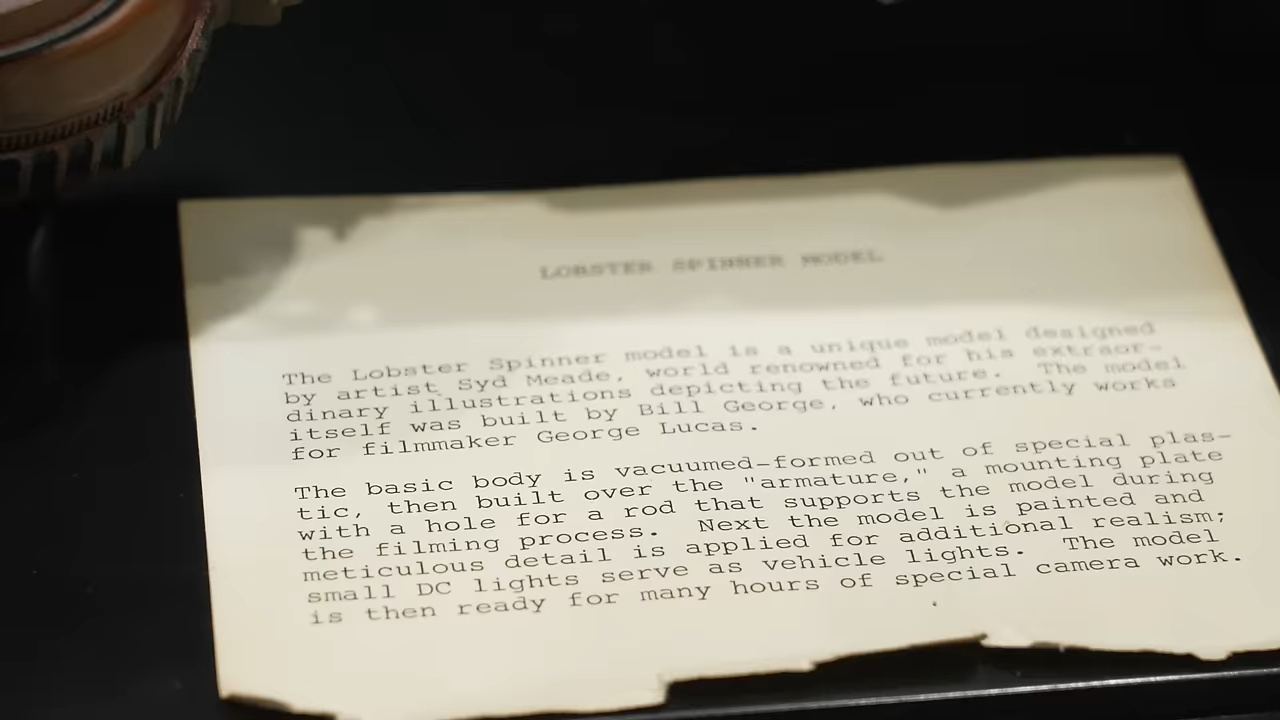 LOBSTER SPINNER MODEL
The Lobster Spinner model is a unique model designed
by artist Syd Meade, world renowned for his extraor-
dinary illustrations depicting the future. The model
itself was built by Bill George, who currently works
for filmmaker George Lucas.
The basic body is vacuumed-formed out of special plas-
tic, then built over the "armature," a mounting plate
with a hole for a rod that supports the model during
the filming process. Next the model is painted and
meticulous detail is applied for additional realism;
small DC lights serve as vehicle lights. The model
is then ready for many hours of special camera work.